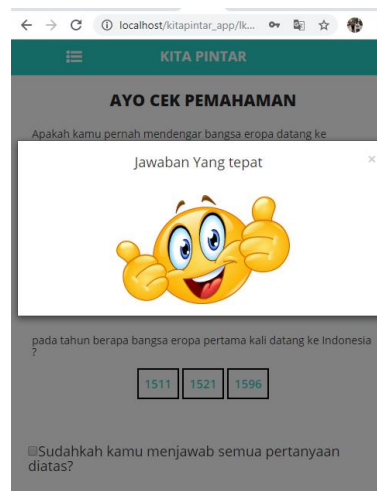 localhost/kitapintar_app/lk...
KITA PINTAR
AYO CEK PEMAHAMAN
Apakah kamu pernah mendengar bangsa eropa datang ke
Jawaban Yang tepat
×
pada tahun berapa bangsa eropa pertama kali datang ke Indonesia
?
1511 1521 1596
Sudahkah kamu menjawab semua pertanyaan
diatas?